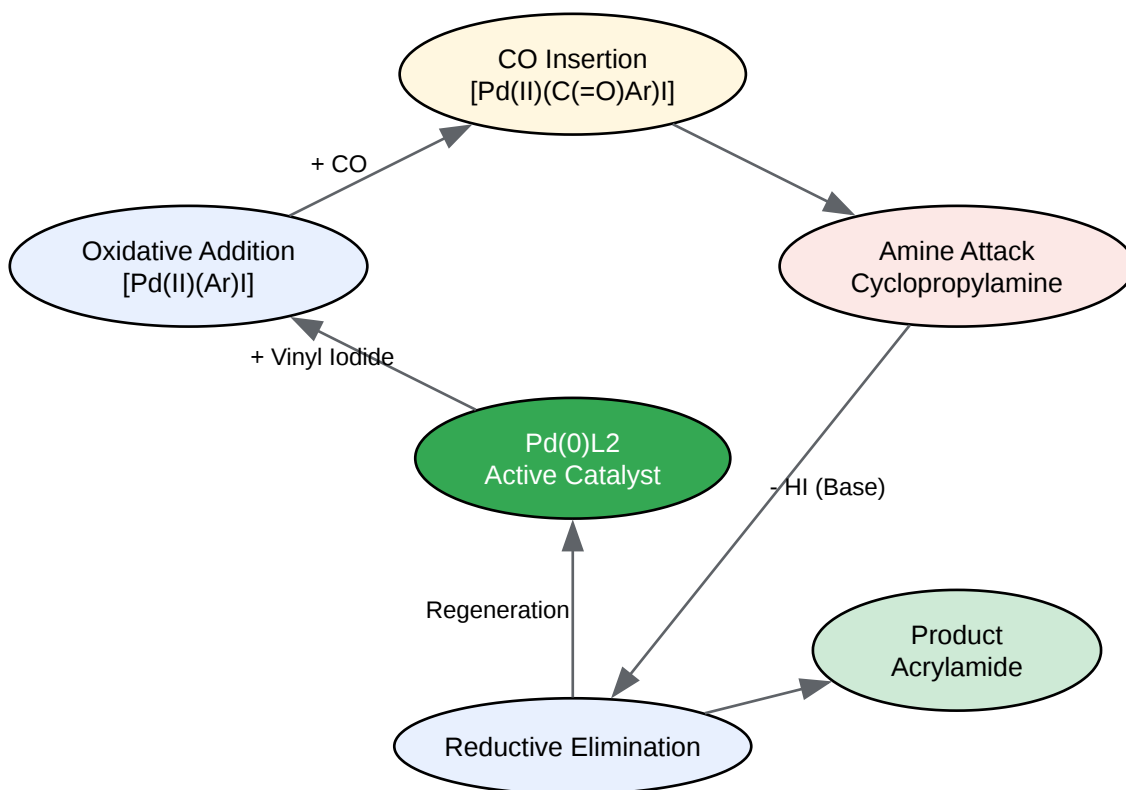 CO Insertion
[Pd(II)(C(=O)Ar)I]
+ CO
Oxidative Addition
[Pd(II)(Ar)I]
Amine Attack
Cyclopropylamine
+ Vinyl Iodide
Pd(0)L2
Active Catalyst
- HI (Base)
Regeneration
Product
Acrylamide
Reductive Elimination